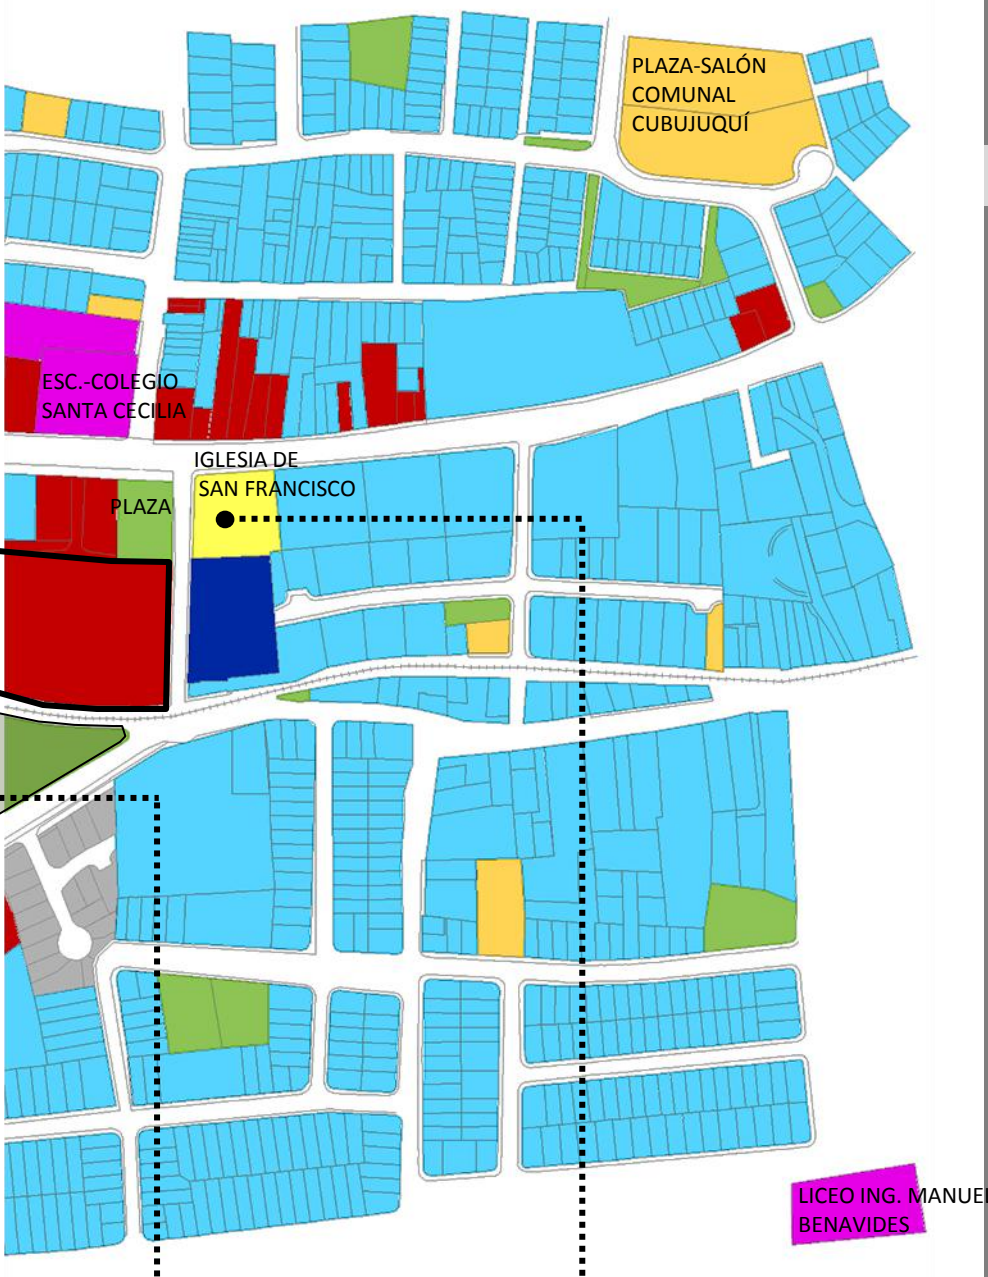 PLAZA-SALÓN
COMUNAL
CUBUJUQUÍ
ESC.-COLEGIO
SANTA CECILIA
IGLESIA DE
SAN FRANCISCO
PLAZA
LICEO ING. MANUEL
BENAVIDES